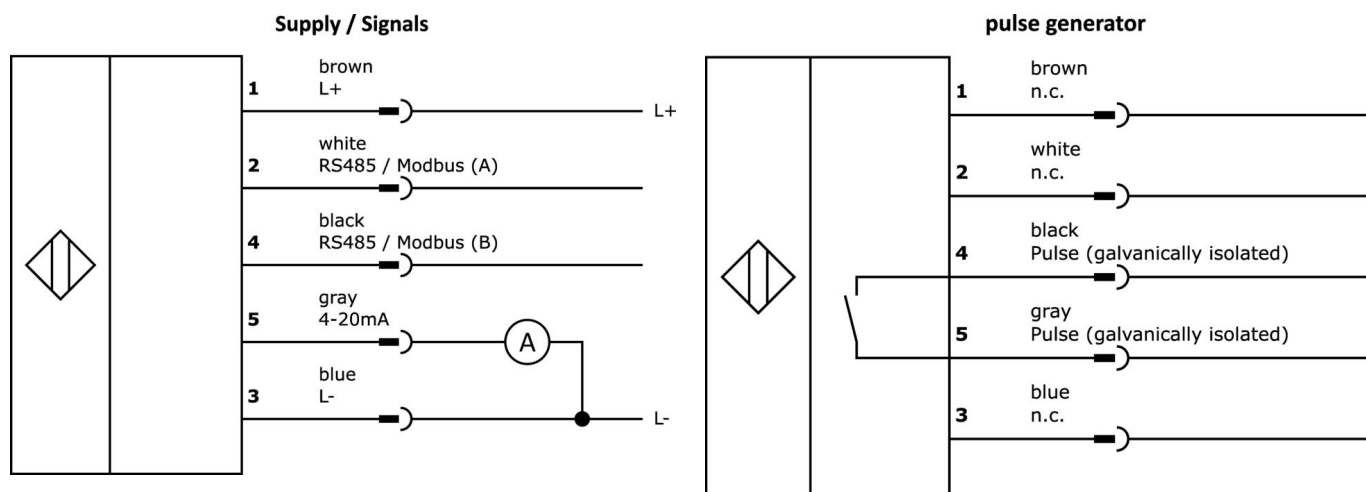 Supply / Signals
brown
1 L+
L+
white
2 RS485 / Modbus (A)
black
4 RS485 / Modbus (B)
gray
5 4-20mA
A
blue
3 L-
L-
pulse generator
brown
1 n.c.
white
2 n.c.
black
4 Pulse (galvanically isolated)
gray
5 Pulse (galvanically isolated)
blue
3 n.c.